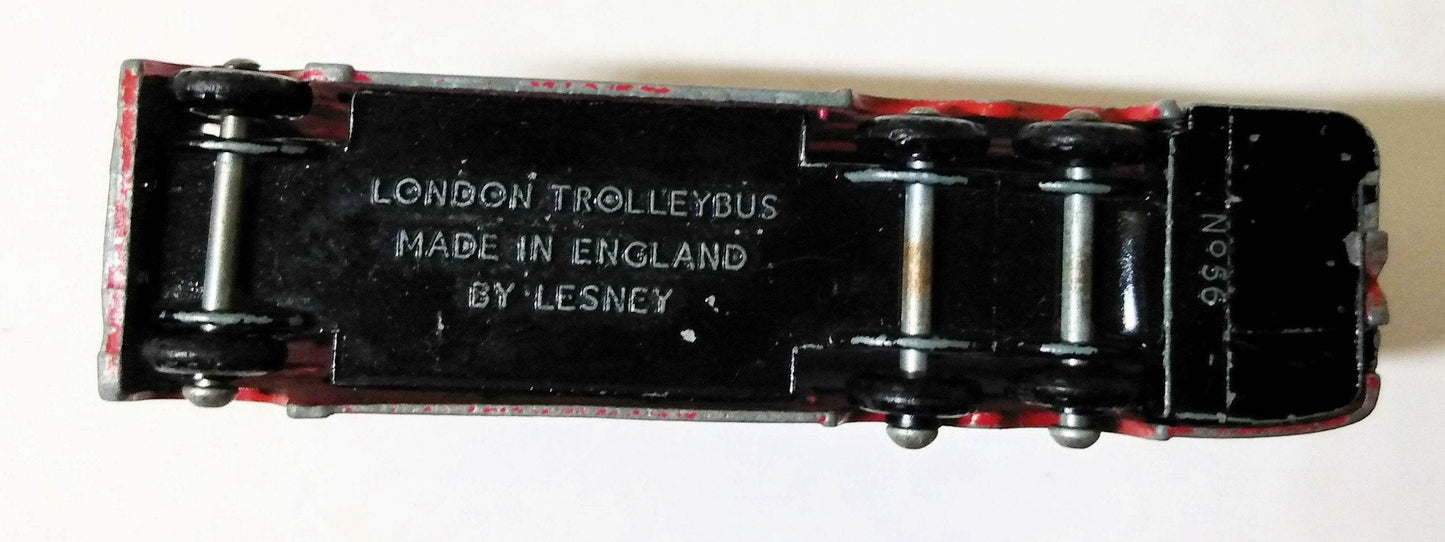 LONDON TROLLEYBUS
MADE IN ENGLAND
BY LESNEY
No56